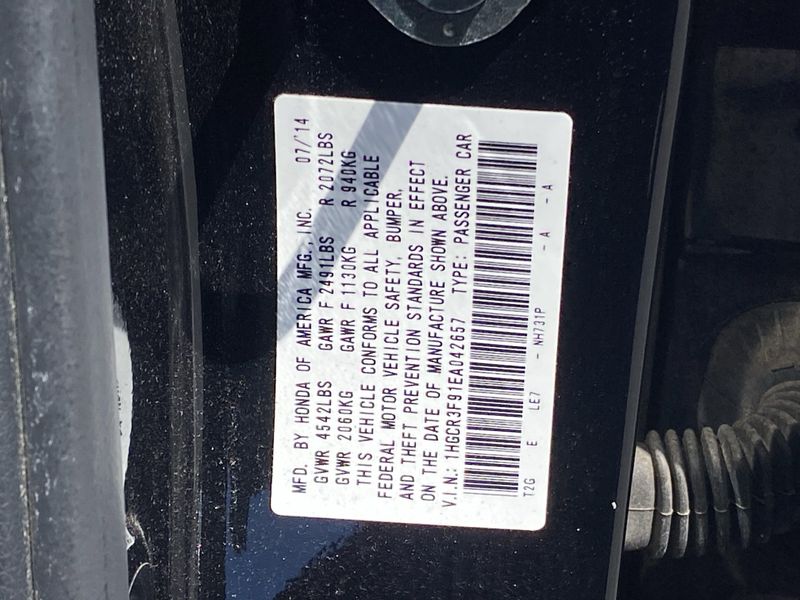 MFD. BY HONDA OF AMERICA MFG., INC. 07/'14
GVWR 4542LBS GAWR F 2491LBS R 2072LBS
GVWR 2060KG GAWR F 1130KG R 940KG
THIS VEHICLE CONFORMS TO ALL APPLICABLE
FEDERAL MOTOR VEHICLE SAFETY, BUMPER,
AND THEFT PREVENTION STANDARDS IN EFFECT
ON THE DATE OF MANUFACTURE SHOWN ABOVE.
V.I.N.: 1HGCR3F91EA042657 TYPE: PASSENGER CAR
T2G E LE7 - NH731P - A - A